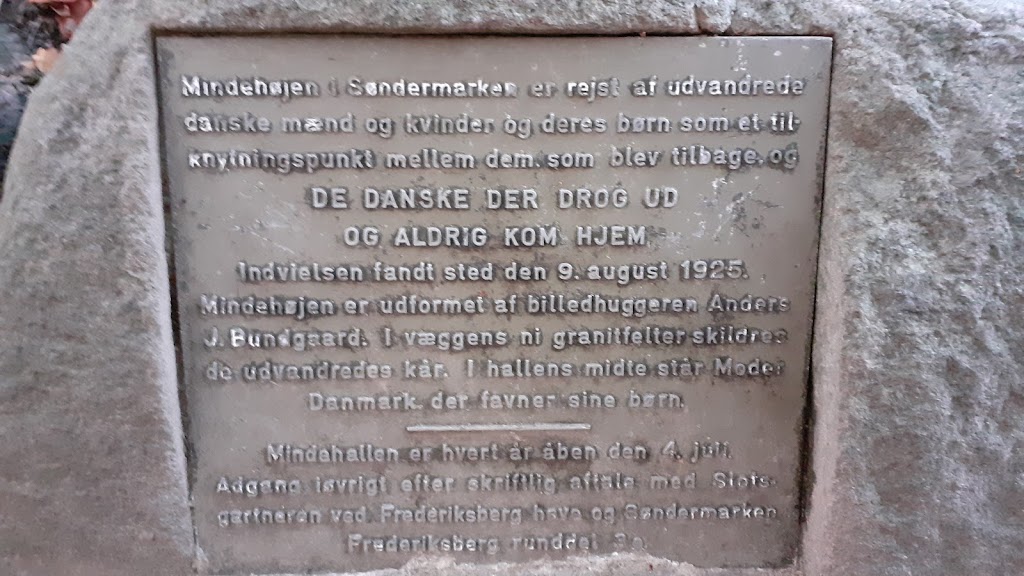 Mindehøjen i Søndermarken er rejst af udvandrede
danske mænd og kvinder og deres børn som et til-
knytningspunkt mellem dem, som blev tilbage, og
DE DANSKE DER DROG UD
OG ALDRIG KOM HJEM
Indvielsen fandt sted den 9. august 1925.
Mindehøjen er udformet af billedhuggeren Anders
J. Bundgaard. I væggens ni granitfelter skildres
de udvandredes kår. I hallens midte står Moder
Danmark, der favner sine børn.
Mindehallen er hvert år åben den 4. juli.
Adgang iøvrigt efter skriftlig aftale med Slots-
gartneren ved Frederiksberg have og Søndermarken
Frederiksberg runddel